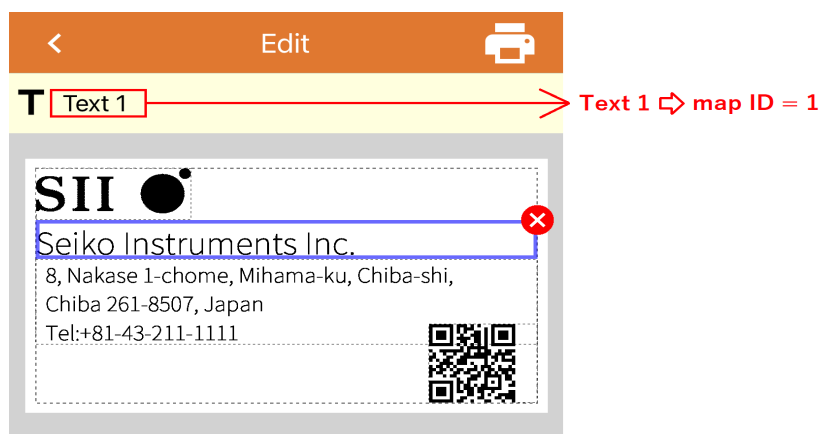 Edit
T Text 1
Text 1 ⇨ map ID = 1
SII
Seiko Instruments Inc.
8, Nakase 1-chome, Mihama-ku, Chiba-shi,
Chiba 261-8507, Japan
Tel:+81-43-211-1111